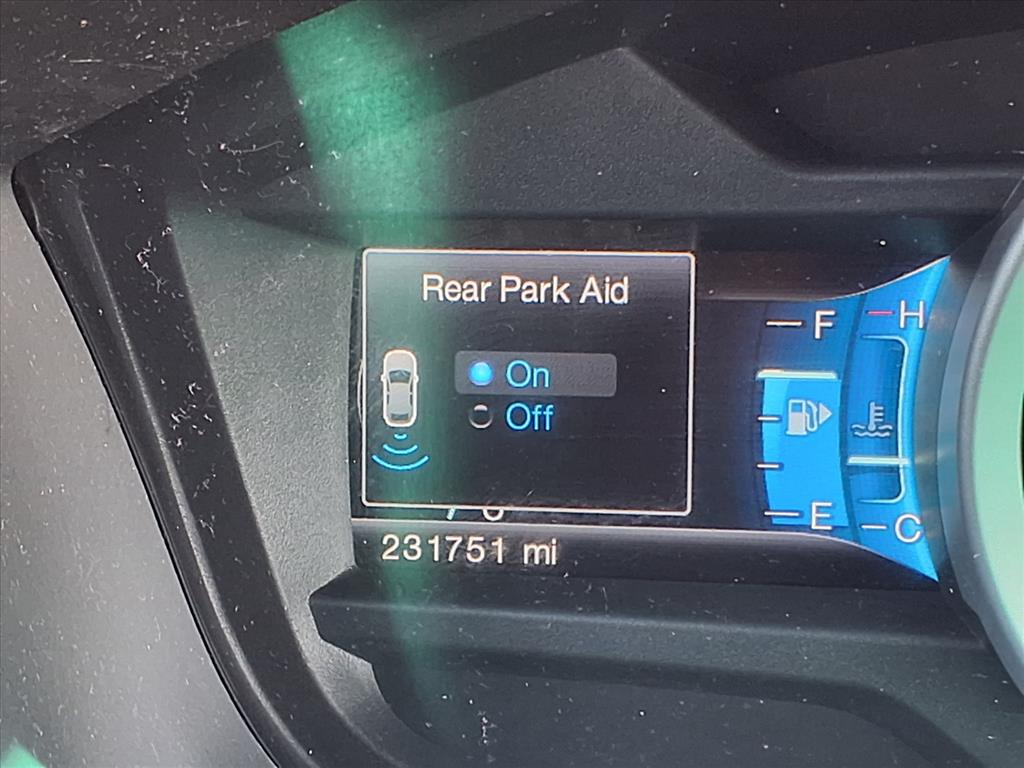 Rear Park Aid
On
Off
F
H
E
C
231751 mi